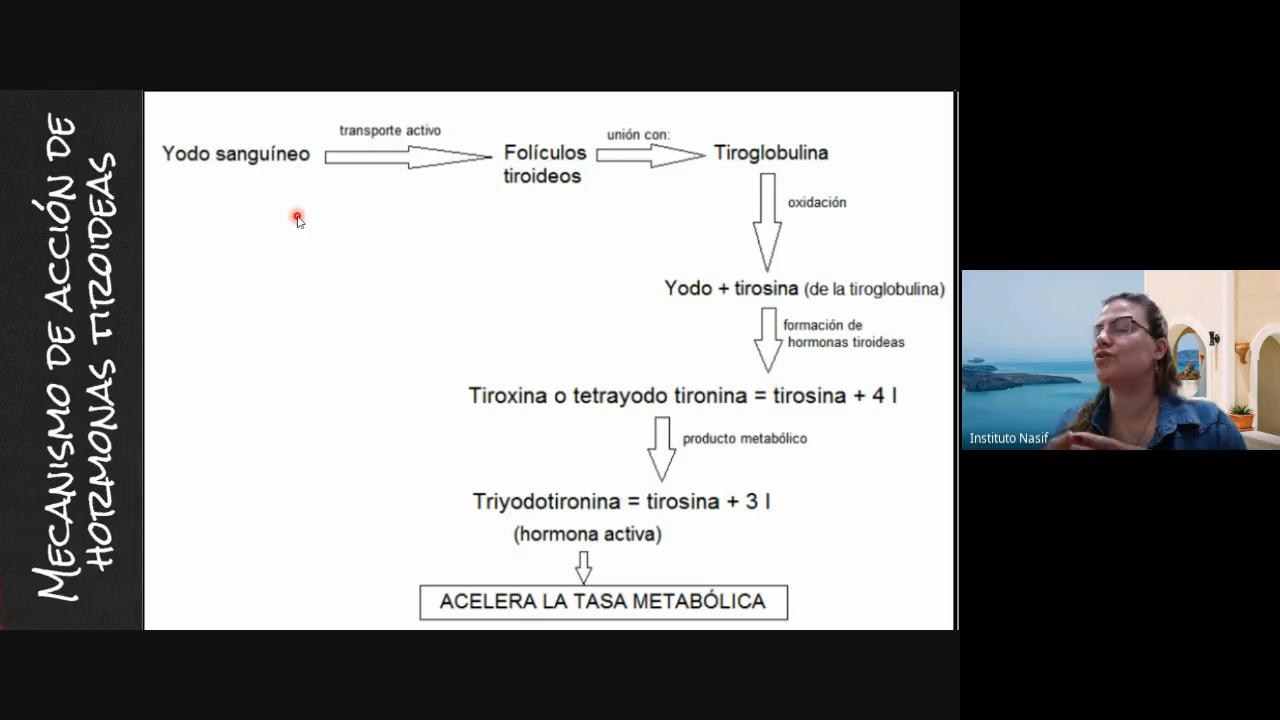 MECANISMO DE ACCIÓN DE
HORMONAS TIROIDEAS
Yodo sanguíneo
transporte activo
Folículos
tiroideos
unión con:
Tiroglobulina
oxidación
Yodo + tirosina (de la tiroglobulina)
formación de
hormonas tiroideas
Tiroxina o tetrayodo tironina = tirosina + 4 I
producto metabólico
Triyodotironina = tirosina + 3 I
(hormona activa)
ACELERA LA TASA METABÓLICA
Instituto Nasif